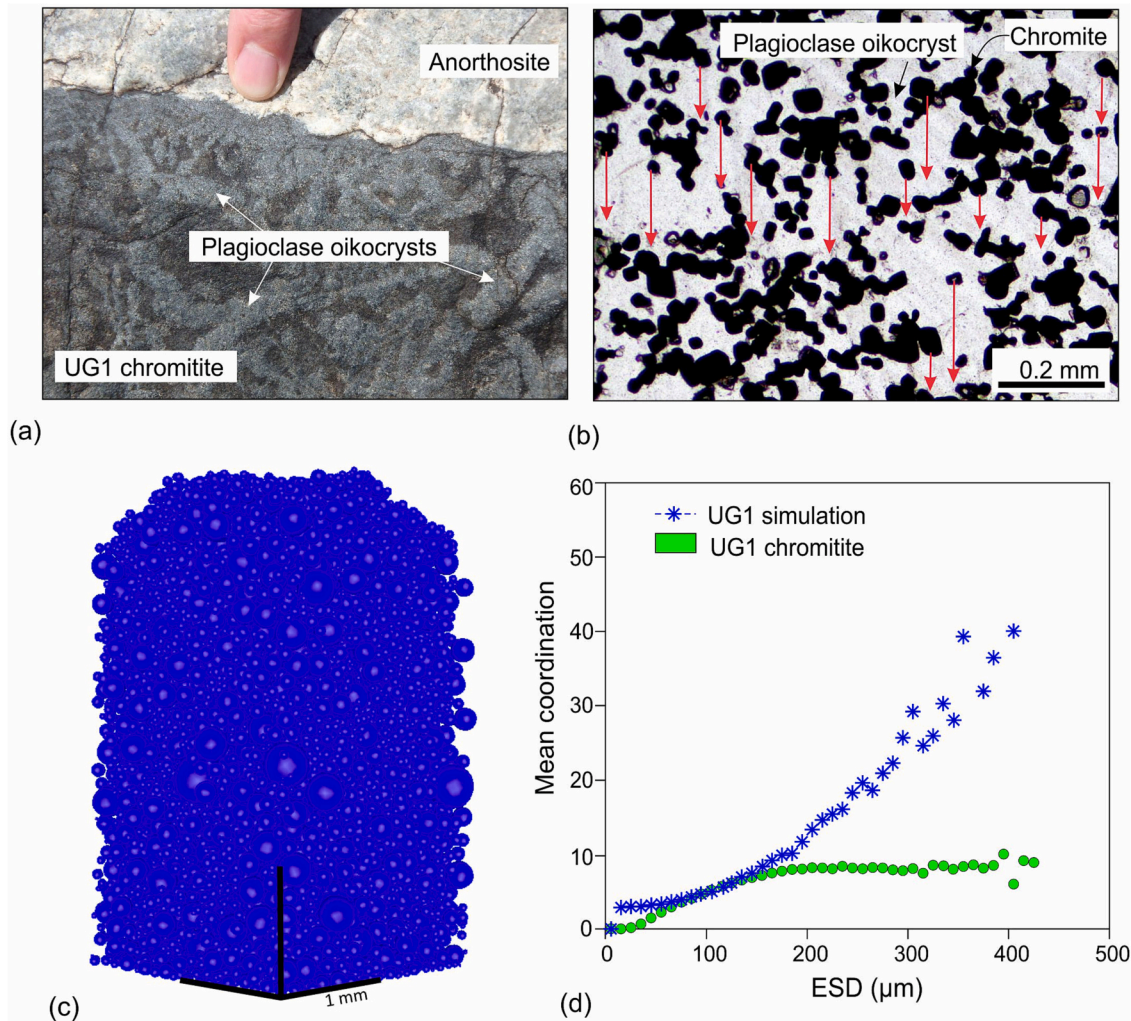 Anorthosite
Plagioclase oikocrysts
UG1 chromitite
(a)
Plagioclase oikocryst
Chromite
0.2 mm
(b)
1 mm
(c)
60
50
40
30
20
10
0
Mean coordination
UG1 simulation
UG1 chromitite
0
100
200
300
400
500
ESD (µm)
(d)